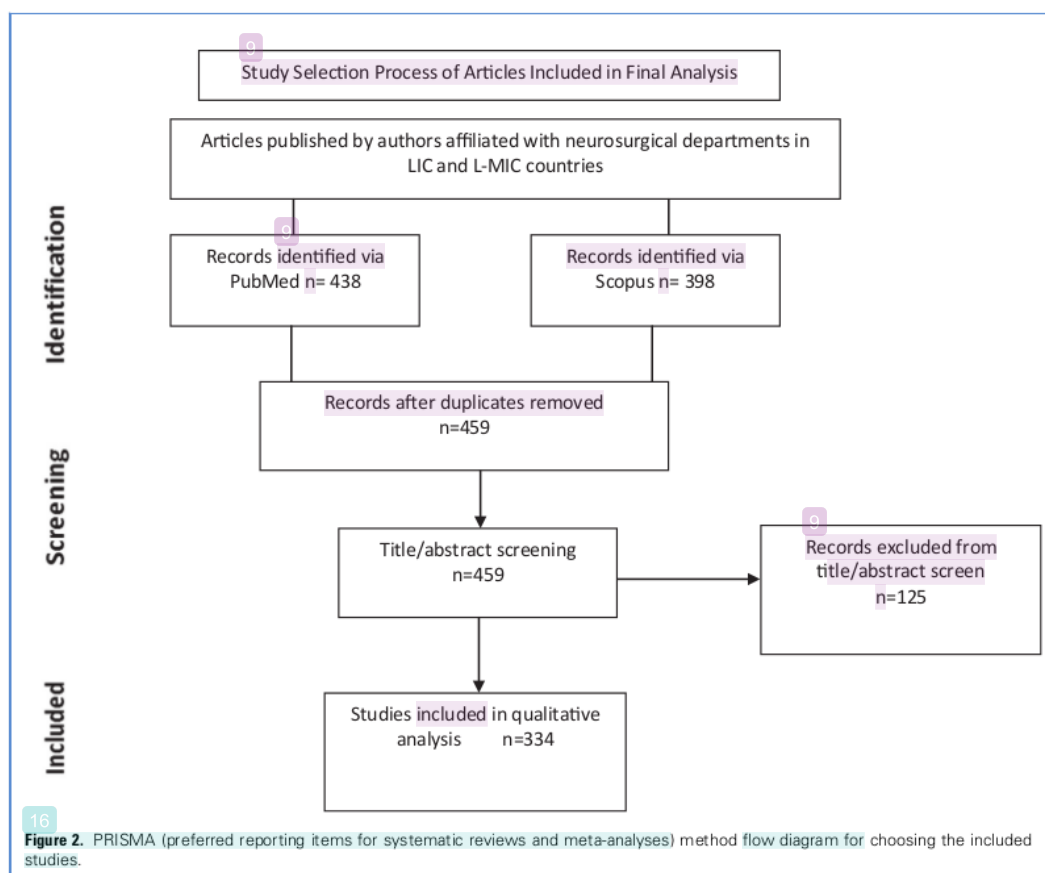 9
Study Selection Process of Articles Included in Final Analysis
Articles published by authors affiliated with neurosurgical departments in
LIC and L-MIC countries
Identification
9
Records identified via
PubMed n= 438
Records identified via
Scopus n= 398
Records after duplicates removed
n=459
Screening
Title/abstract screening
n=459
9
Records excluded from
title/abstract screen
n=125
Included
Studies included in qualitative
analysis n=334
16
Figure 2. PRISMA (preferred reporting items for systematic reviews and meta-analyses) method flow diagram for choosing the included
studies.